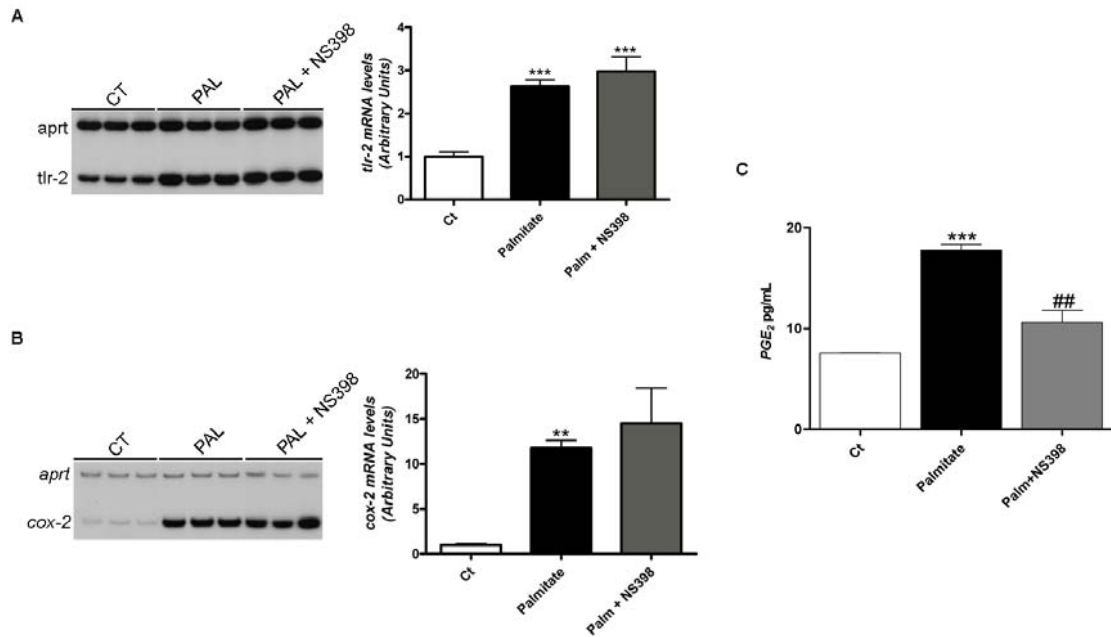 A
CT
PAL
PAL + NS398
aprt
tlr-2
tlr-2 mRNA levels
(Arbitrary Units)
4
3
2
1
0
Ct
Palmitate
Palm + NS398
***
***
B
CT
PAL
PAL + NS398
aprt
cox-2
cox-2 mRNA levels
(Arbitrary Units)
20
15
10
5
0
Ct
Palmitate
Palm + NS398
**
C
PGE2 pg/mL
20
10
0
Ct
Palmitate
Palm+NS398
***
##